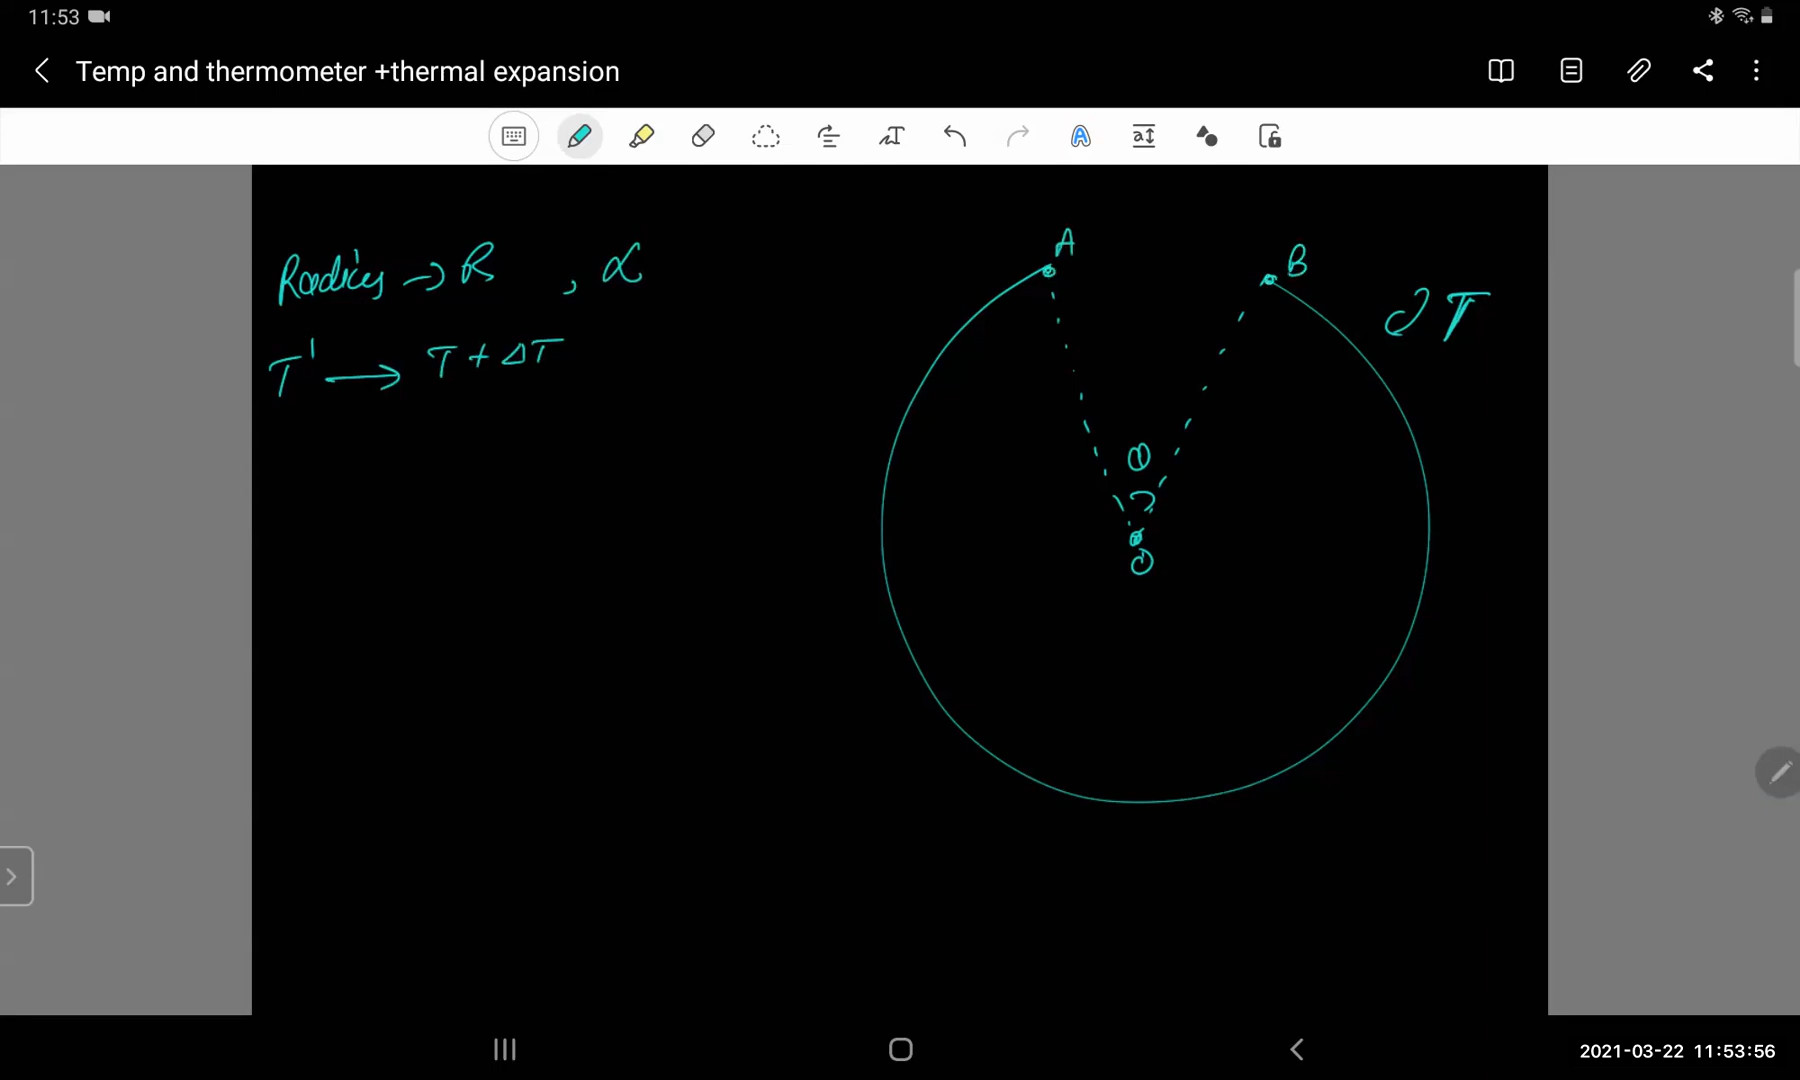 11:53
Temp and thermometer +thermal expansion
Radius → R , α
T' → T + ΔT
A
B
T
θ
O
2021-03-22 11:53:56